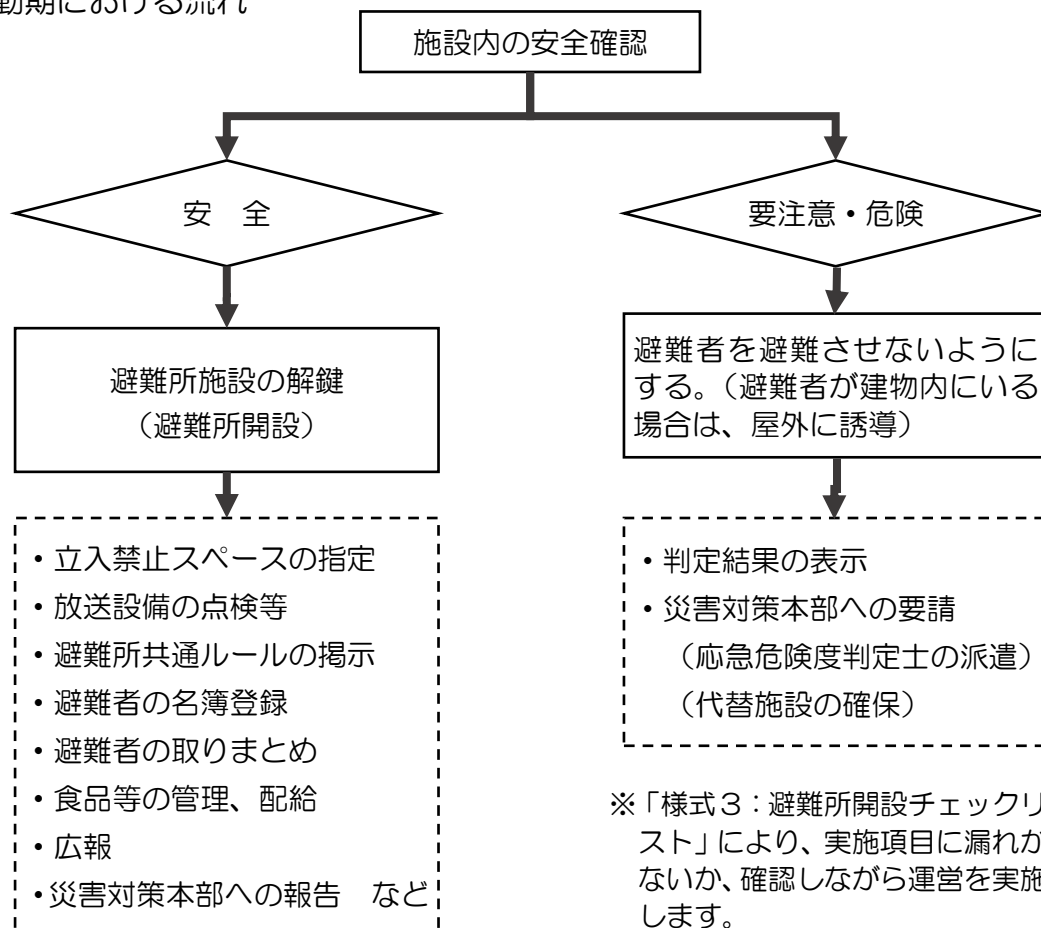 動期における流れ
施設内の安全確認
安　全
避難所施設の解鍵
（避難所開設）
・立入禁止スペースの指定
・放送設備の点検等
・避難所共通ルールの掲示
・避難者の名簿登録
・避難者の取りまとめ
・食品等の管理、配給
・広報
・災害対策本部への報告　など
要注意・危険
避難者を避難させないように
する。（避難者が建物内にいる
場合は、屋外に誘導）
・判定結果の表示
・災害対策本部への要請
（応急危険度判定士の派遣）
（代替施設の確保）
※「様式３：避難所開設チェックリ
スト」により、実施項目に漏れが
ないか、確認しながら運営を実施
します。